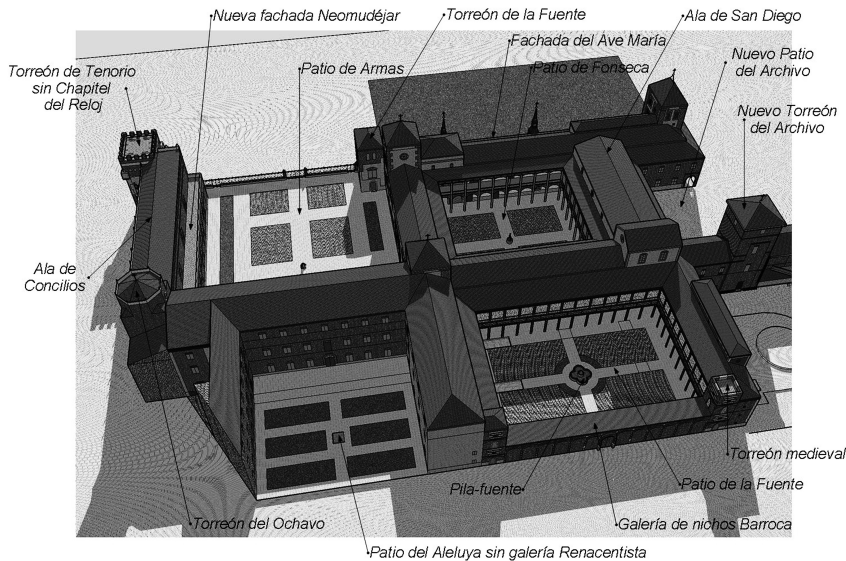 Nueva fachada Neomudéjar
Torreón de la Fuente
Ala de San Diego
Fachada del Ave María
Nuevo Patio
del Archivo
Torreón de Tenorio
sin Chapitel
del Reloj
Patio de Armas
Patio de Fonseca
Nuevo Torreón
del Archivo
Ala de
Concilios
Torreón medieval
Pila-fuente
Patio de la Fuente
Torreón del Ochavo
Galería de nichos Barroca
Patio del Aleluya sin galería Renacentista